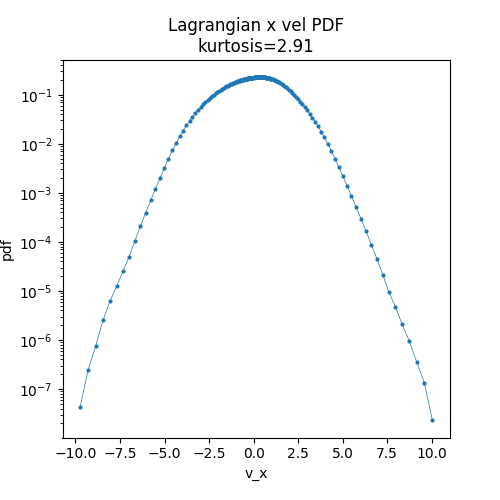 Lagrangian x vel PDF
kurtosis=2.91
10⁻¹
10⁻²
10⁻³
10⁻⁴
10⁻⁵
10⁻⁶
10⁻⁷
pdf
−10.0 −7.5 −5.0 −2.5 0.0 2.5 5.0 7.5 10.0
v_x